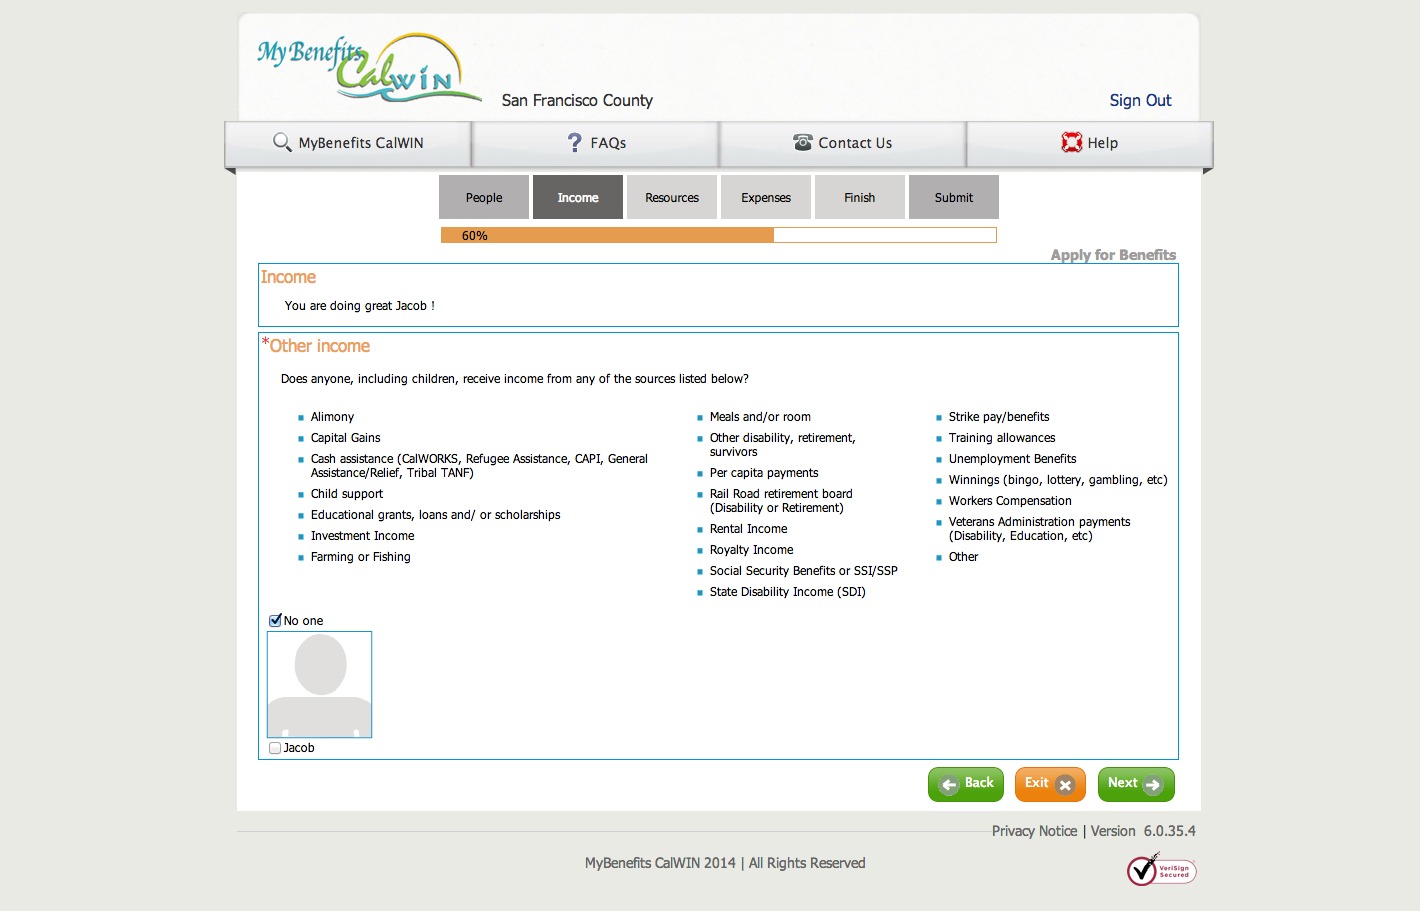 My Benefits
CalWIN
San Francisco County
Sign Out
MyBenefits CalWIN
FAQs
Contact Us
Help
People
Income
Resources
Expenses
Finish
Submit
60%
Apply for Benefits
Income
You are doing great Jacob !
*Other income
Does anyone, including children, receive income from any of the sources listed below?
Alimony
Capital Gains
Cash assistance (CalWORKS, Refugee Assistance, CAPI, General
Assistance/Relief, Tribal TANF)
Child support
Educational grants, loans and/ or scholarships
Investment Income
Farming or Fishing
Meals and/or room
Other disability, retirement,
survivors
Per capita payments
Rail Road retirement board
(Disability or Retirement)
Rental Income
Royalty Income
Social Security Benefits or SSI/SSP
State Disability Income (SDI)
Strike pay/benefits
Training allowances
Unemployment Benefits
Winnings (bingo, lottery, gambling, etc)
Workers Compensation
Veterans Administration payments
(Disability, Education, etc)
Other
No one
Jacob
Back
Exit
Next
Privacy Notice | Version 6.0.35.4
MyBenefits CalWIN 2014 | All Rights Reserved
VeriSign
Secured